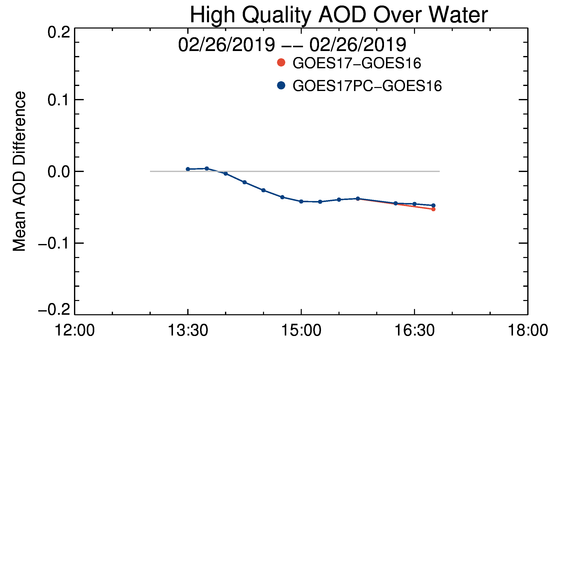 High Quality AOD Over Water
02/26/2019 −− 02/26/2019
GOES17−GOES16
GOES17PC−GOES16
Mean AOD Difference
0.2
0.1
0.0
−0.1
−0.2
12:00 13:30 15:00 16:30 18:00